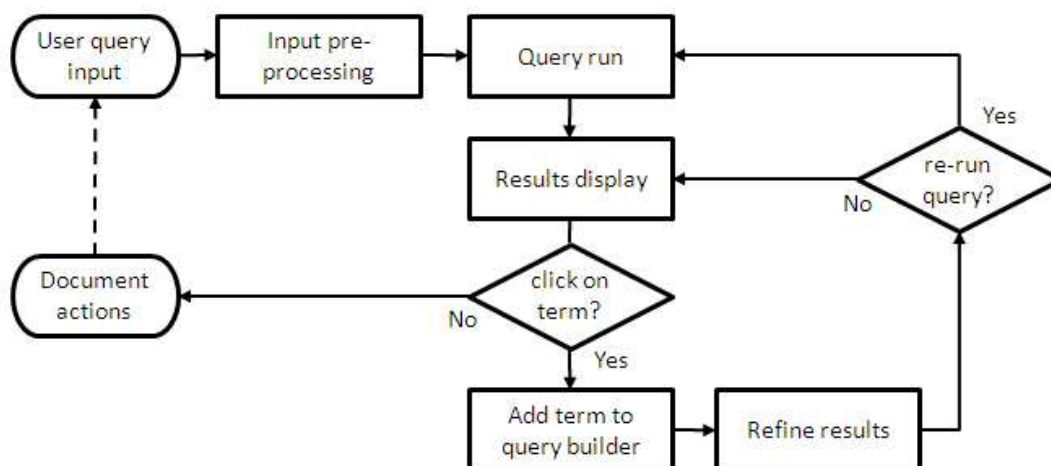 User query
input
Input pre-
processing
Query run
Yes
Results display
re-run
query?
No
Document
actions
click on
term?
No
Yes
Add term to
query builder
Refine results